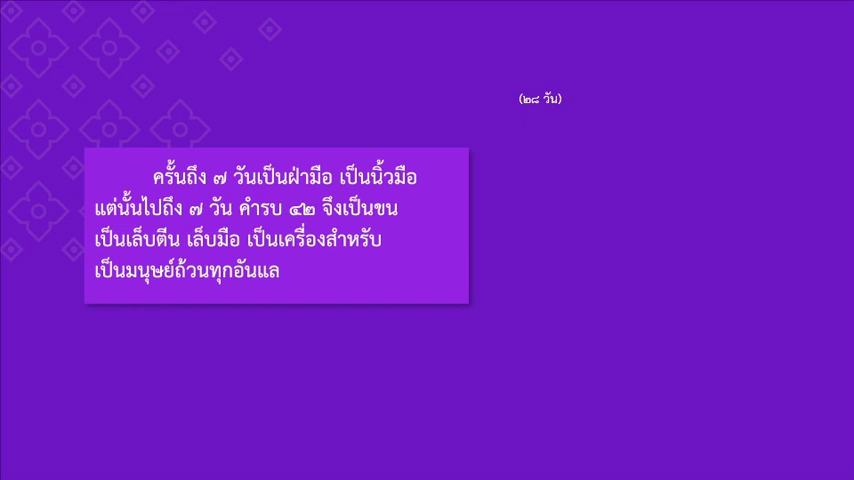 (๒๘ วัน)
ครั้นถึง ๗ วันเป็นฝ่ามือ เป็นนิ้วมือ
แต่นั้นไปถึง ๗ วัน คำรบ ๔๒ จึงเป็นขน
เป็นเล็บตีน เล็บมือ เป็นเครื่องสำหรับ
เป็นมนุษย์ถ้วนทุกอันแล